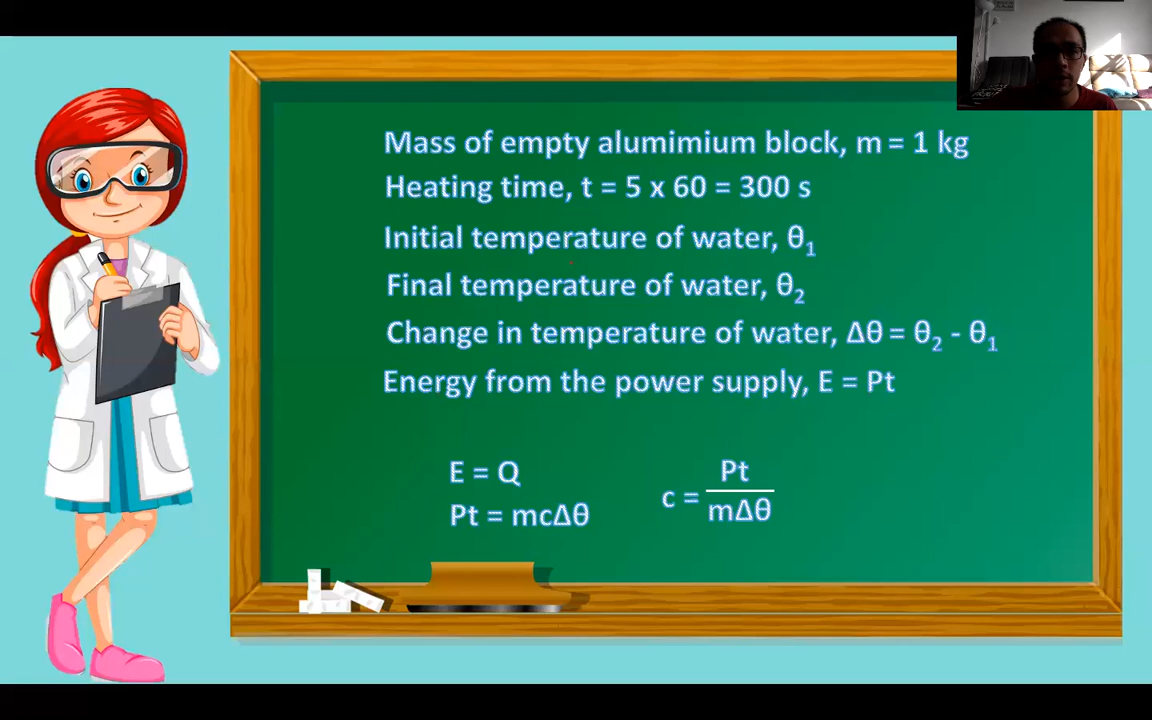 Mass of empty alumimium block, m = 1 kg
Heating time, t = 5 x 60 = 300 s
Initial temperature of water, θ₁
Final temperature of water, θ₂
Change in temperature of water, Δθ = θ₂ - θ₁
Energy from the power supply, E = Pt
E = Q
Pt = mcΔθ
c = Pt / mΔθ